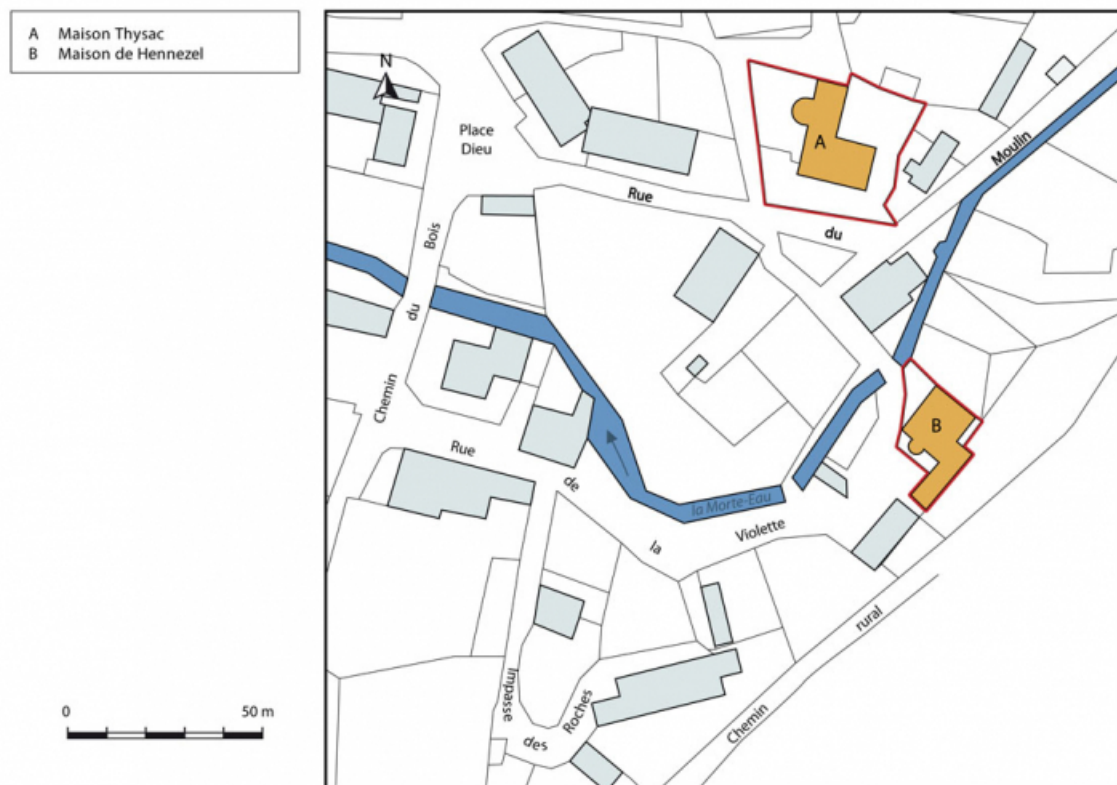 A Maison Thysac
B Maison de Hennezel
N
Place
Dieu
Rue
du
Moulin
A
Chemin
du
Bois
B
Rue
de
la
Violette
la Morte-Eau
Impasse
des
Roches
Chemin
rural
0 50 m